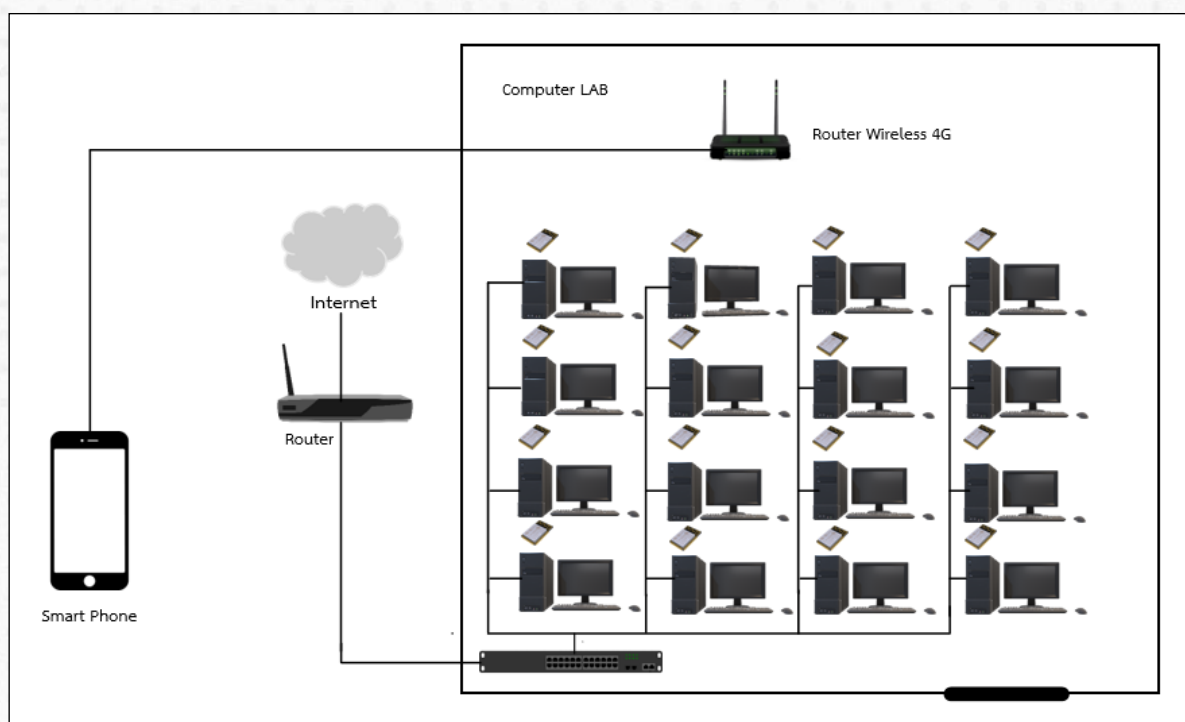 Computer LAB
Router Wireless 4G
Internet
Router
Smart Phone